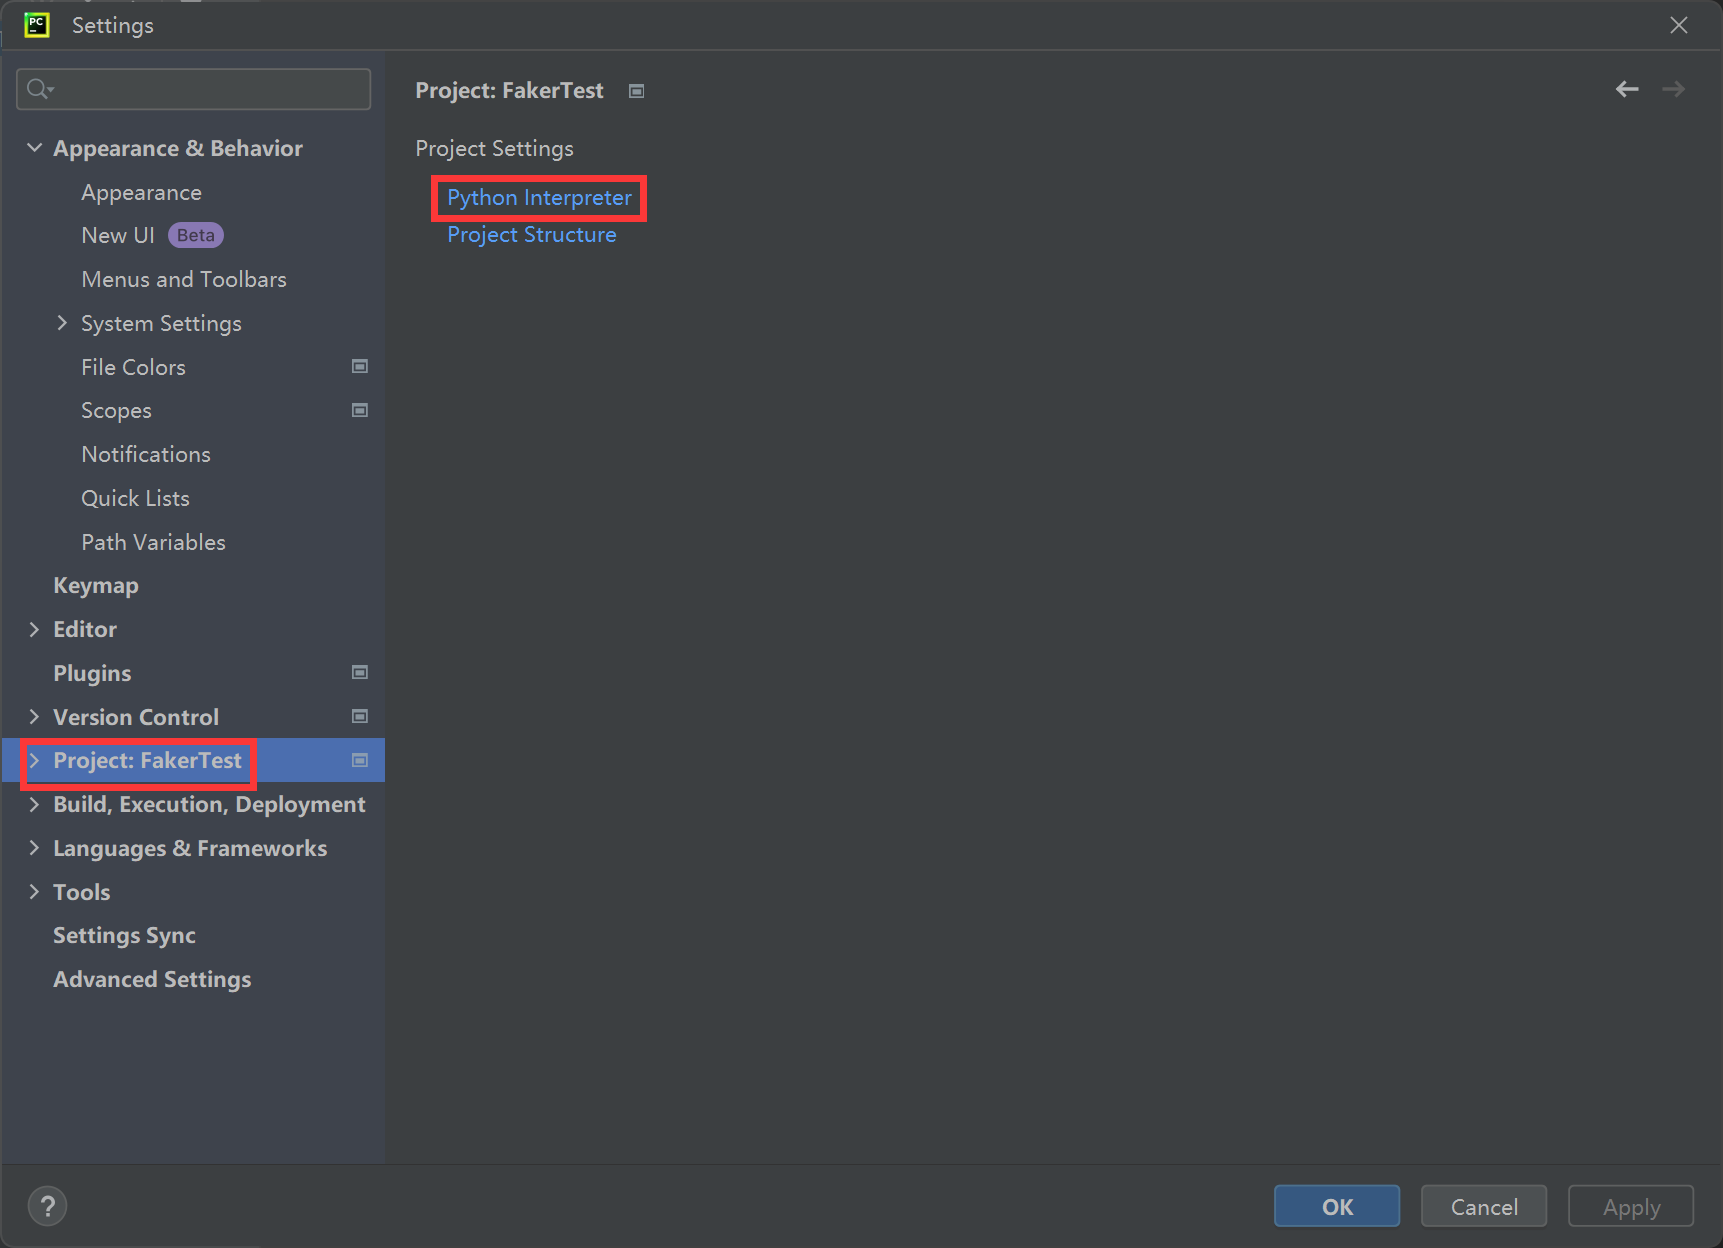 PC
Settings
Appearance & Behavior
Appearance
New UI Beta
Menus and Toolbars
System Settings
File Colors
Scopes
Notifications
Quick Lists
Path Variables
Keymap
Editor
Plugins
Version Control
Project: FakerTest
Build, Execution, Deployment
Languages & Frameworks
Tools
Settings Sync
Advanced Settings
Project: FakerTest
Project Settings
Python Interpreter
Project Structure
?
OK
Cancel
Apply